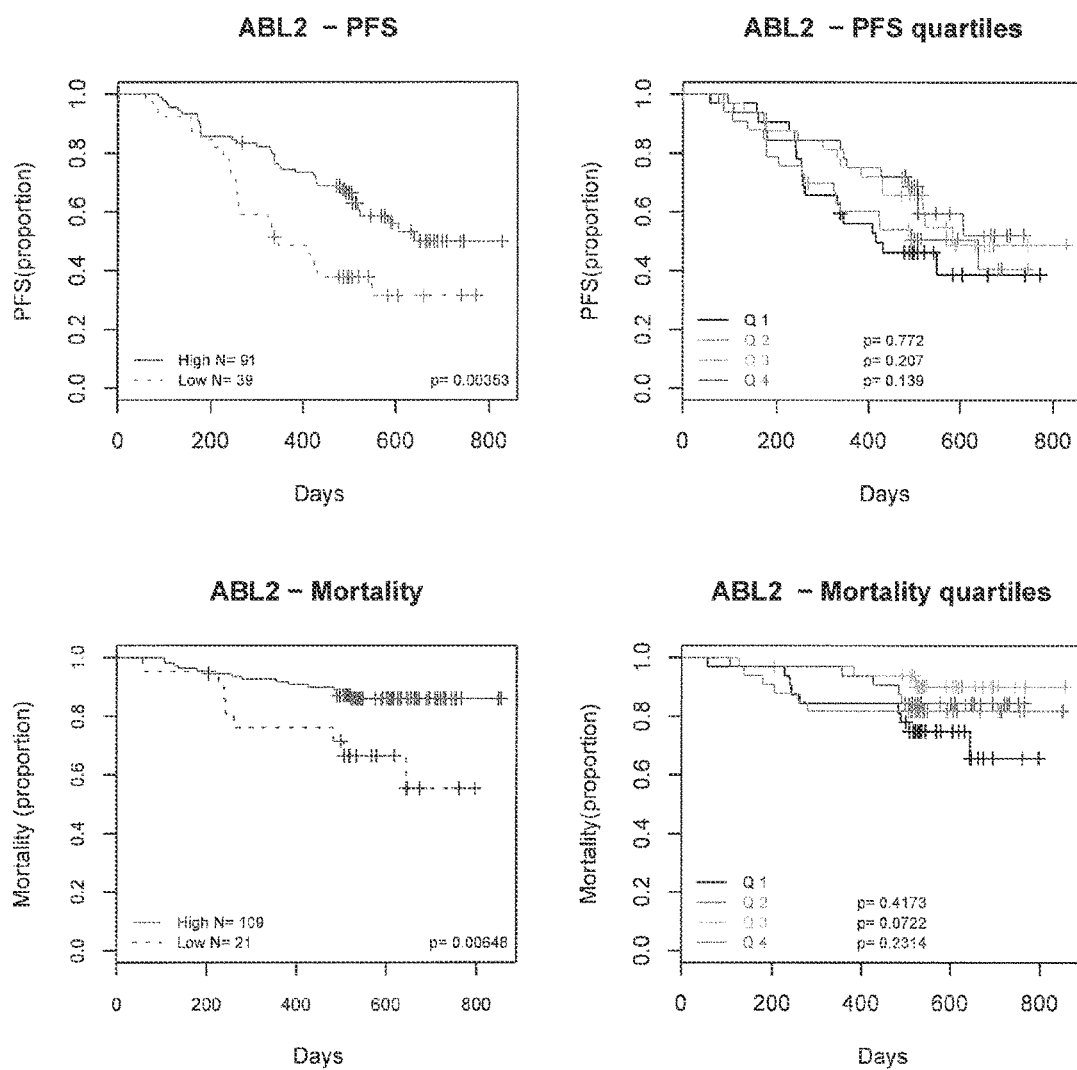 ABL2 – PFS
PFS(proportion)
1.0
0.8
0.6
0.4
0.2
0.0
High N= 91
Low N= 39
p= 0.00353
0
200
400
600
800
Days
ABL2 – PFS quartiles
PFS(proportion)
1.0
0.8
0.6
0.4
0.2
0.0
Q 1
Q 2 p= 0.772
Q 3 p= 0.207
Q 4 p= 0.139
0
200
400
600
800
Days
ABL2 – Mortality
Mortality (proportion)
1.0
0.8
0.6
0.4
0.2
0.0
High N= 109
Low N= 21
p= 0.00648
0
200
400
600
800
Days
ABL2 – Mortality quartiles
Mortality(proportion)
1.0
0.8
0.6
0.4
0.2
0.0
Q 1
Q 2 p= 0.4173
Q 3 p= 0.0722
Q 4 p= 0.2314
0
200
400
600
800
Days